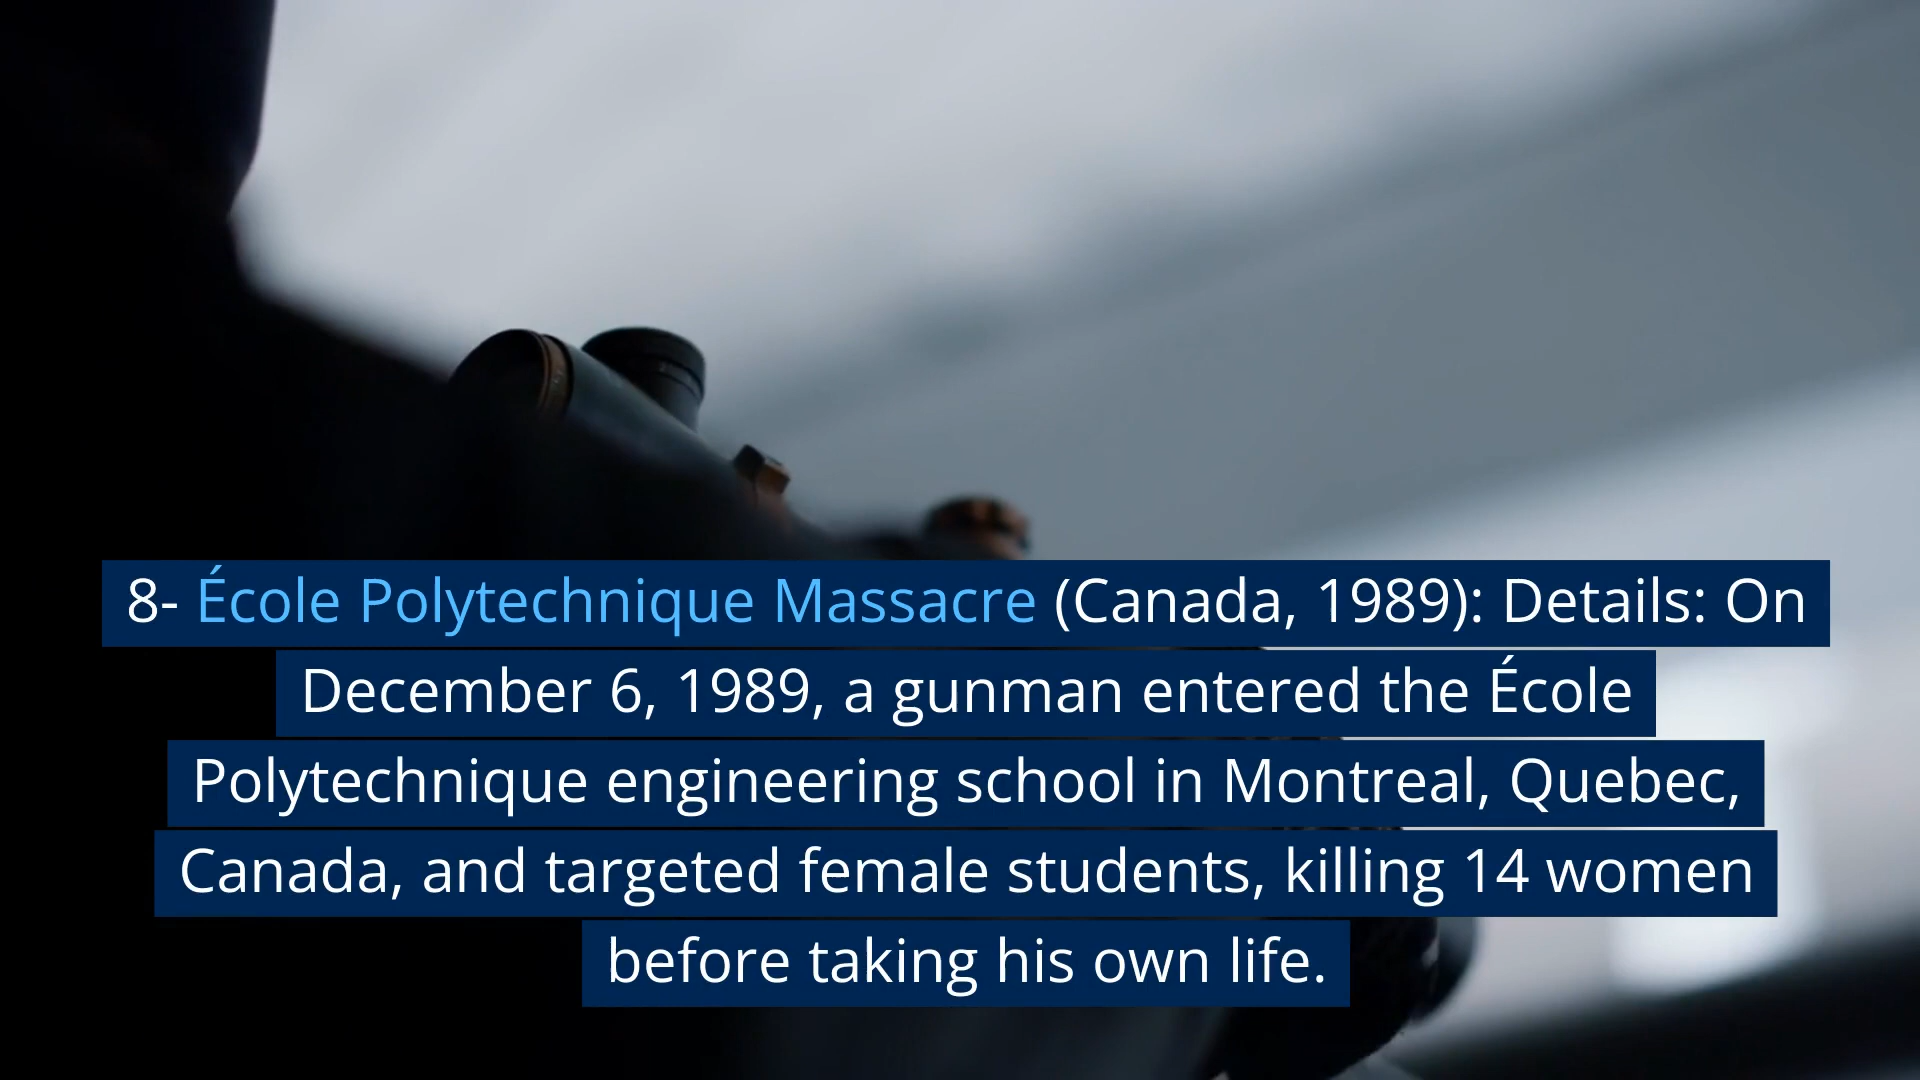 8- École Polytechnique Massacre (Canada, 1989): Details: On
December 6, 1989, a gunman entered the École
Polytechnique engineering school in Montreal, Quebec,
Canada, and targeted female students, killing 14 women
before taking his own life.